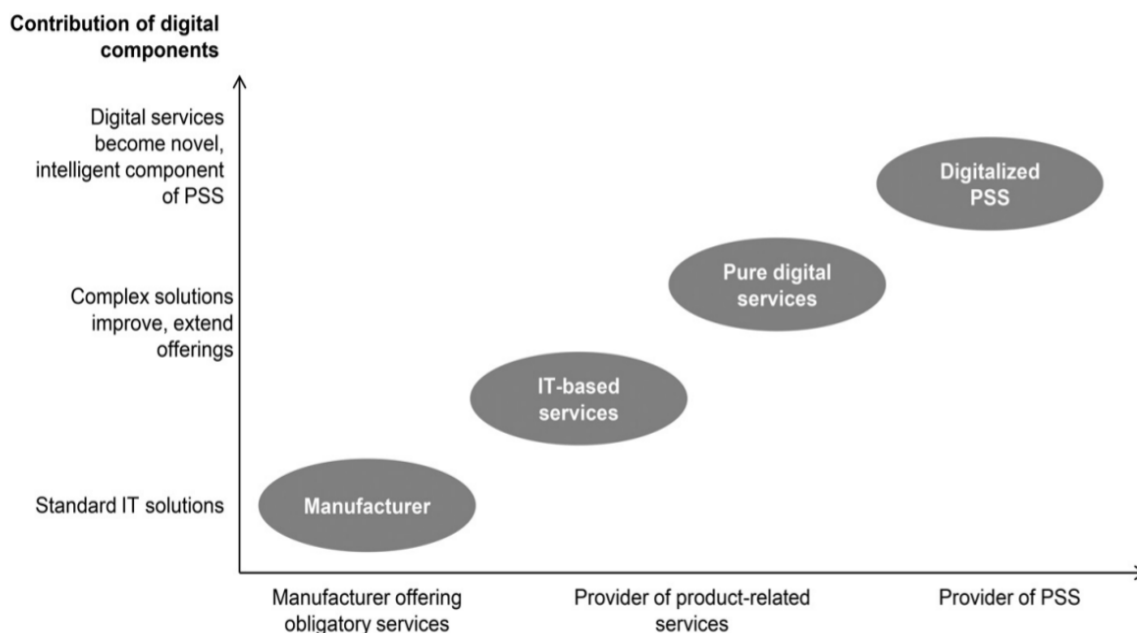 Contribution of digital
components
Digital services
become novel,
intelligent component
of PSS
Digitalized
PSS
Pure digital
services
Complex solutions
improve, extend
offerings
IT-based
services
Standard IT solutions
Manufacturer
Manufacturer offering
obligatory services
Provider of product-related
services
Provider of PSS